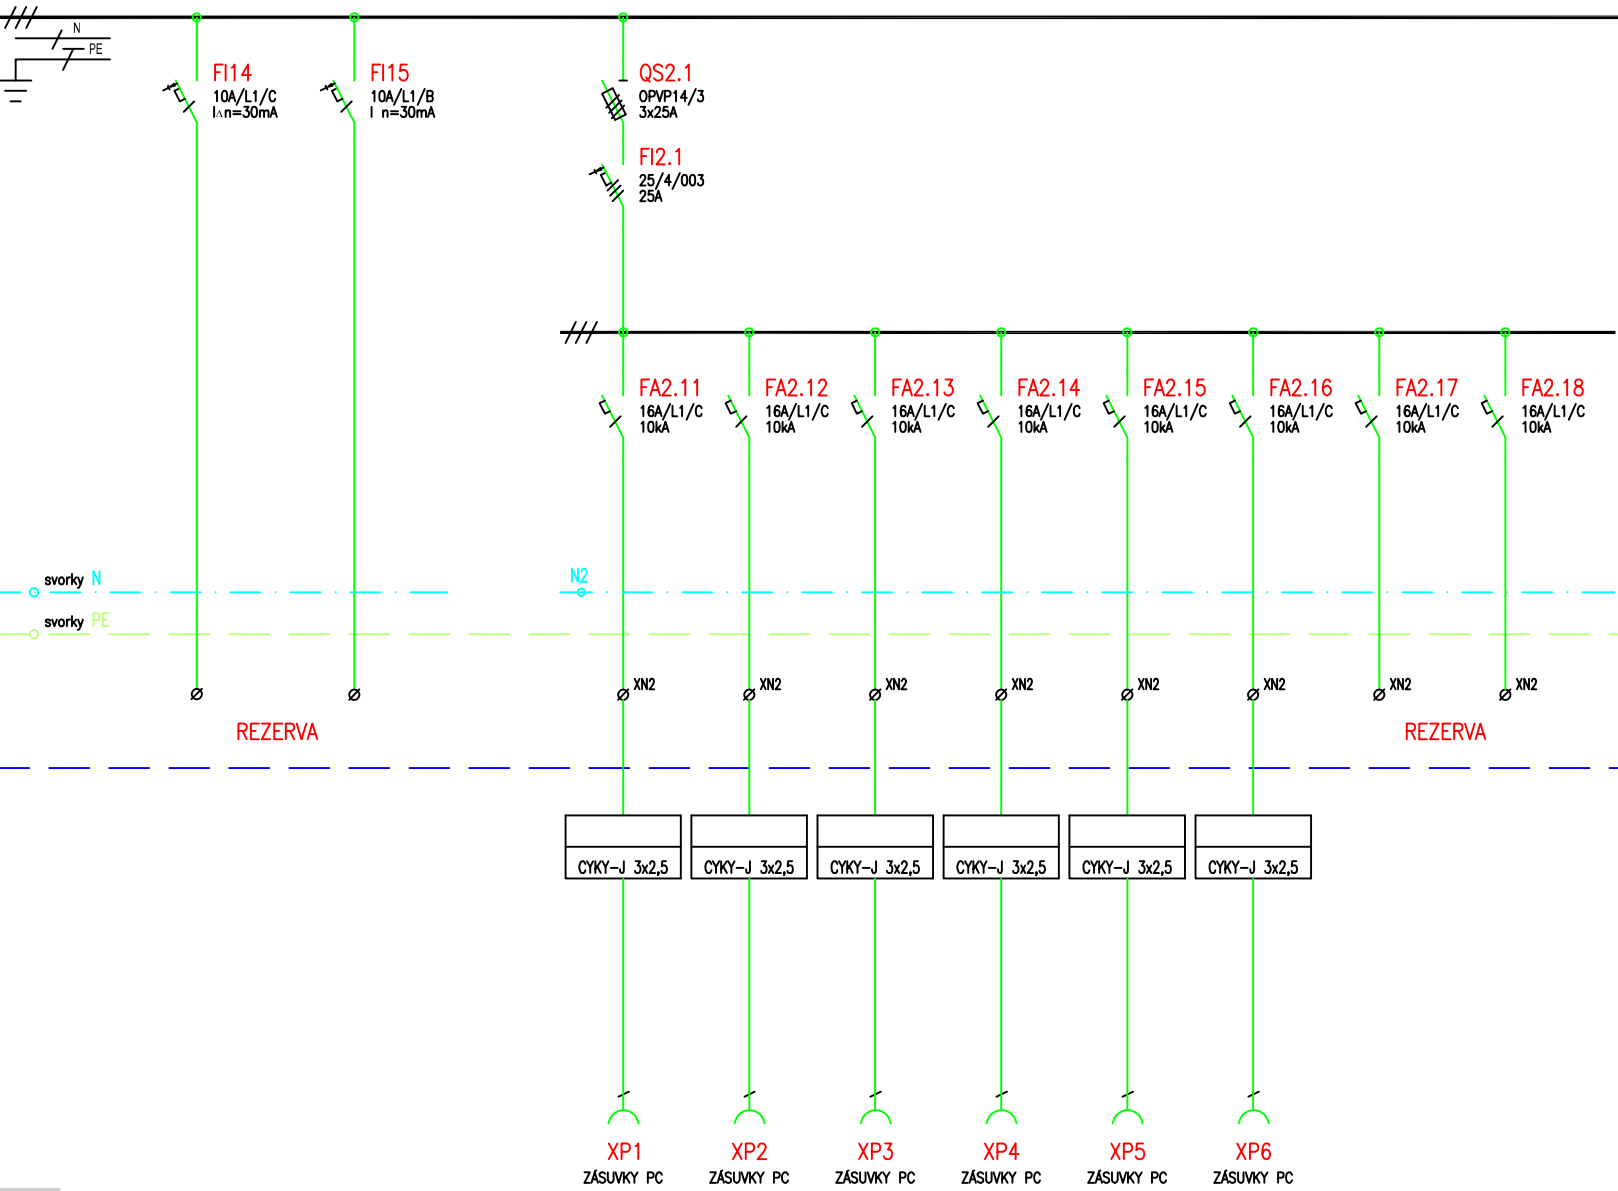 N
PE
FI14
10A/L1/C
I△n=30mA
FI15
10A/L1/B
I n=30mA
QS2.1
OPVP14/3
3x25A
FI2.1
25/4/003
25A
FA2.11
16A/L1/C
10kA
FA2.12
16A/L1/C
10kA
FA2.13
16A/L1/C
10kA
FA2.14
16A/L1/C
10kA
FA2.15
16A/L1/C
10kA
FA2.16
16A/L1/C
10kA
FA2.17
16A/L1/C
10kA
FA2.18
16A/L1/C
10kA
svorky N
N2
svorky PE
XN2
XN2
XN2
XN2
XN2
XN2
XN2
XN2
REZERVA
REZERVA
CYKY-J 3x2,5
CYKY-J 3x2,5
CYKY-J 3x2,5
CYKY-J 3x2,5
CYKY-J 3x2,5
CYKY-J 3x2,5
XP1
ZÁSUVKY PC
XP2
ZÁSUVKY PC
XP3
ZÁSUVKY PC
XP4
ZÁSUVKY PC
XP5
ZÁSUVKY PC
XP6
ZÁSUVKY PC